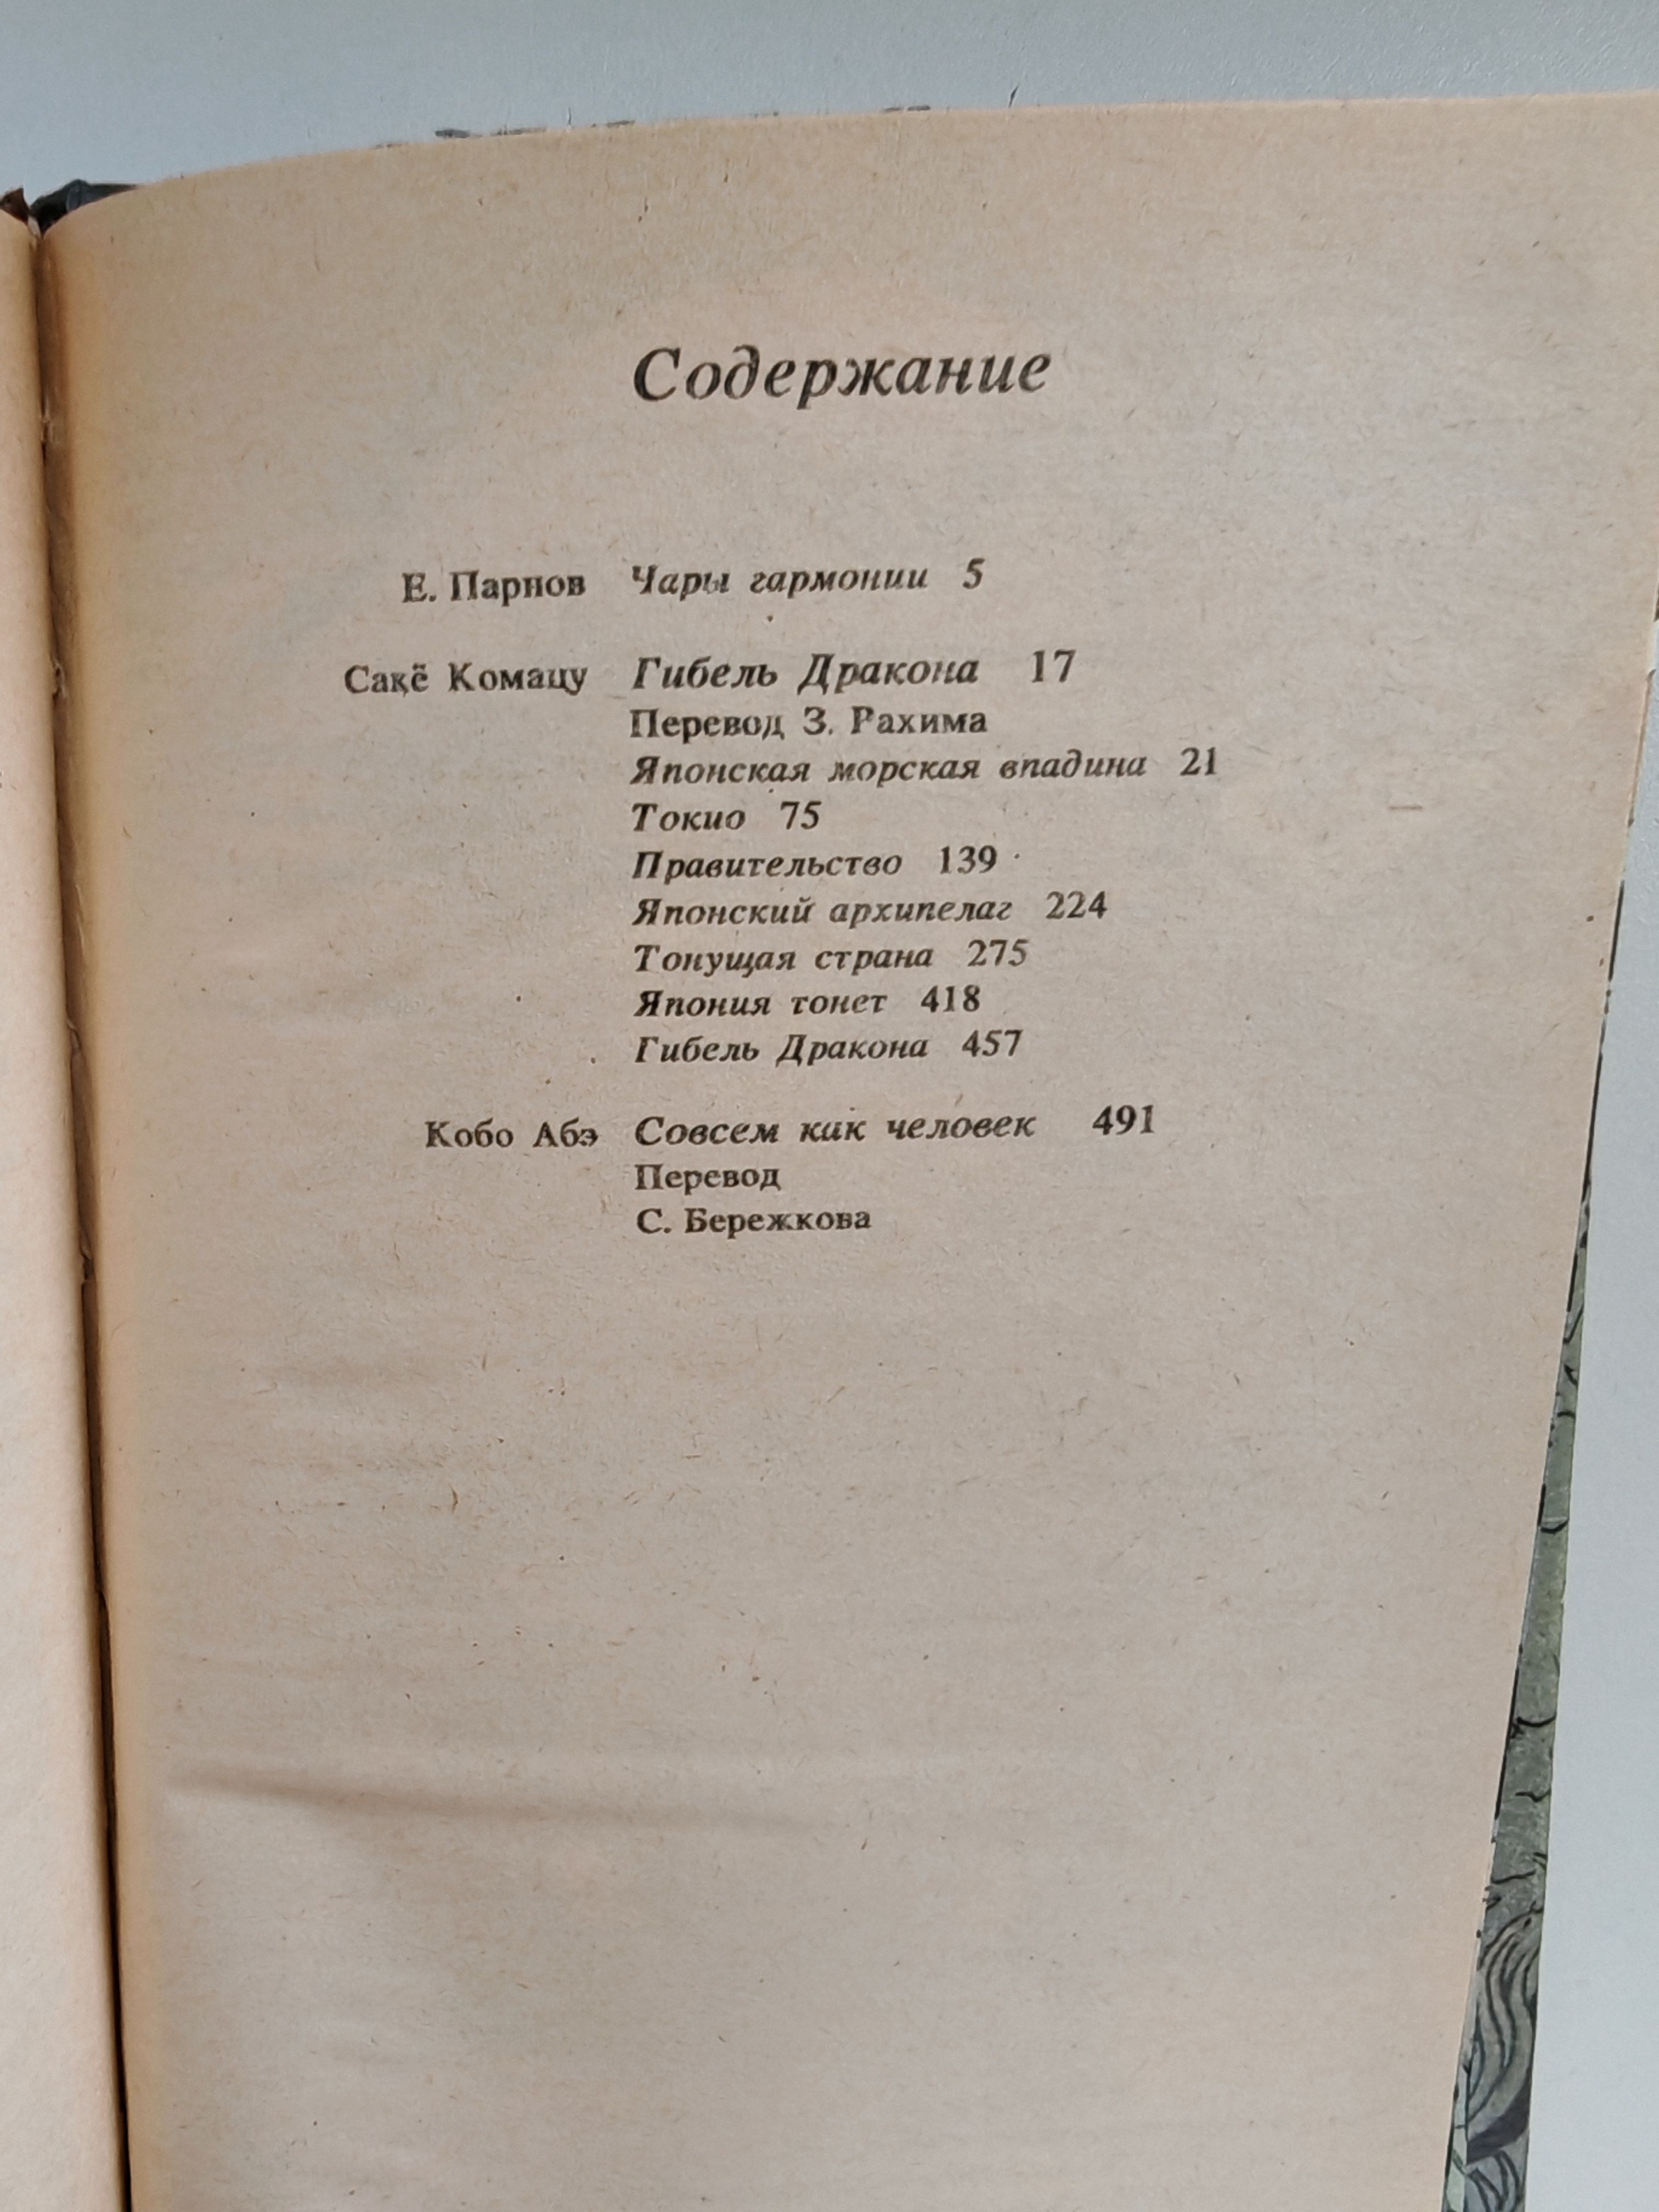 Содержание
Е. Парнов Чары гармонии 5
Сакё Комацу Гибель Дракона 17
Перевод З. Рахима
Японская морская впадина 21
Токио 75
Правительство 139
Японский архипелаг 224
Тонущая страна 275
Япония тонет 418
Гибель Дракона 457
Кобо Абэ Совсем как человек 491
Перевод
С. Бережкова